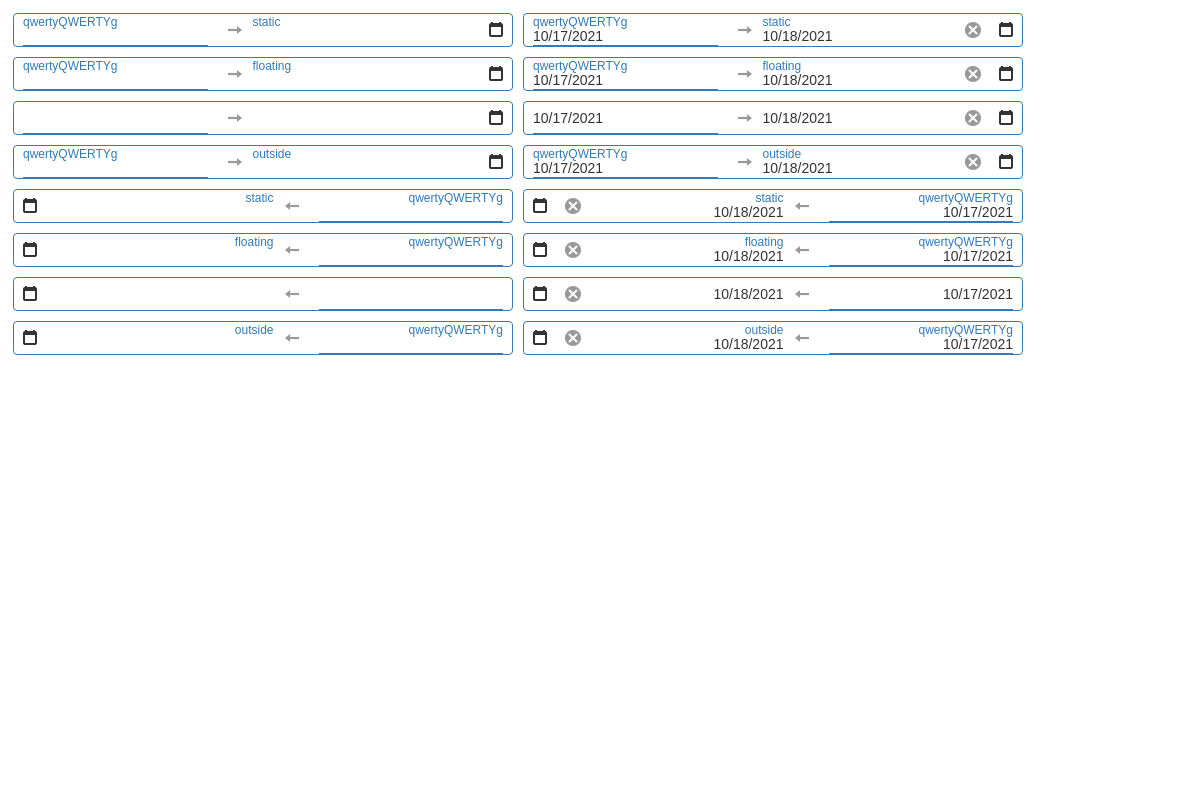 qwertyQWERTYg static qwertyQWERTYg static
10/17/2021 10/18/2021
qwertyQWERTYg floating qwertyQWERTYg floating
10/17/2021 10/18/2021
10/17/2021 10/18/2021
qwertyQWERTYg outside qwertyQWERTYg outside
10/17/2021 10/18/2021
static qwertyQWERTYg static qwertyQWERTYg
10/18/2021 10/17/2021
floating qwertyQWERTYg floating qwertyQWERTYg
10/18/2021 10/17/2021
10/18/2021 10/17/2021
outside qwertyQWERTYg outside qwertyQWERTYg
10/18/2021 10/17/2021